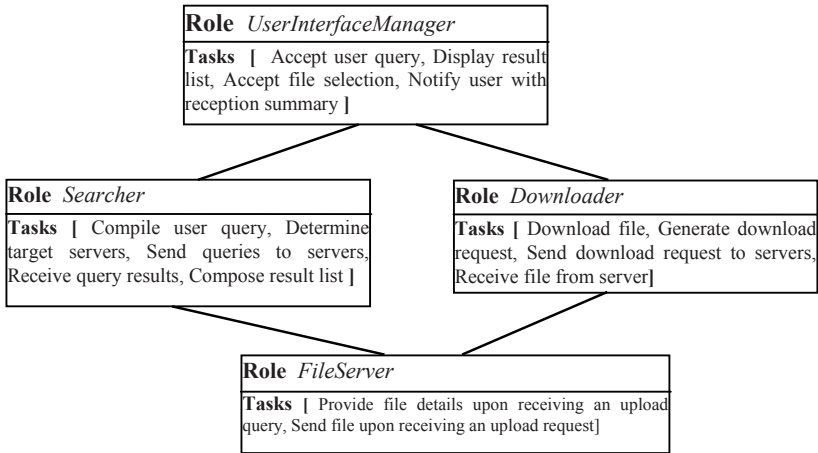 Role UserInterfaceManager
Tasks [ Accept user query, Display result
list, Accept file selection, Notify user with
reception summary ]
Role Searcher
Tasks [ Compile user query, Determine
target servers, Send queries to servers,
Receive query results, Compose result list ]
Role Downloader
Tasks [ Download file, Generate download
request, Send download request to servers,
Receive file from server]
Role FileServer
Tasks [ Provide file details upon receiving an upload
query, Send file upon receiving an upload request]